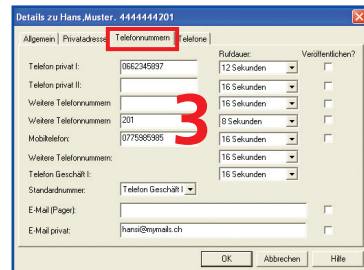 Details zu Hans,Muster. 4444444201
Allgemein Privatadresse Telefonnummern Telefone
Rufdauer: Veröffentlichen?
Telefon privat I: 0662345897 12 Sekunden
Telefon privat II: 16 Sekunden
Weitere Telefonnummern 16 Sekunden
Weitere Telefonnummern 201 8 Sekunden
Mobiltelefon: 0775985985 16 Sekunden
Weitere Telefonnummern: 16 Sekunden
Telefon Geschäft I: 16 Sekunden
Standardnummer: Telefon Geschäft I
E-Mail (Pager):
E-Mail privat: hansi@mymails.ch
OK Abbrechen Hilfe
3